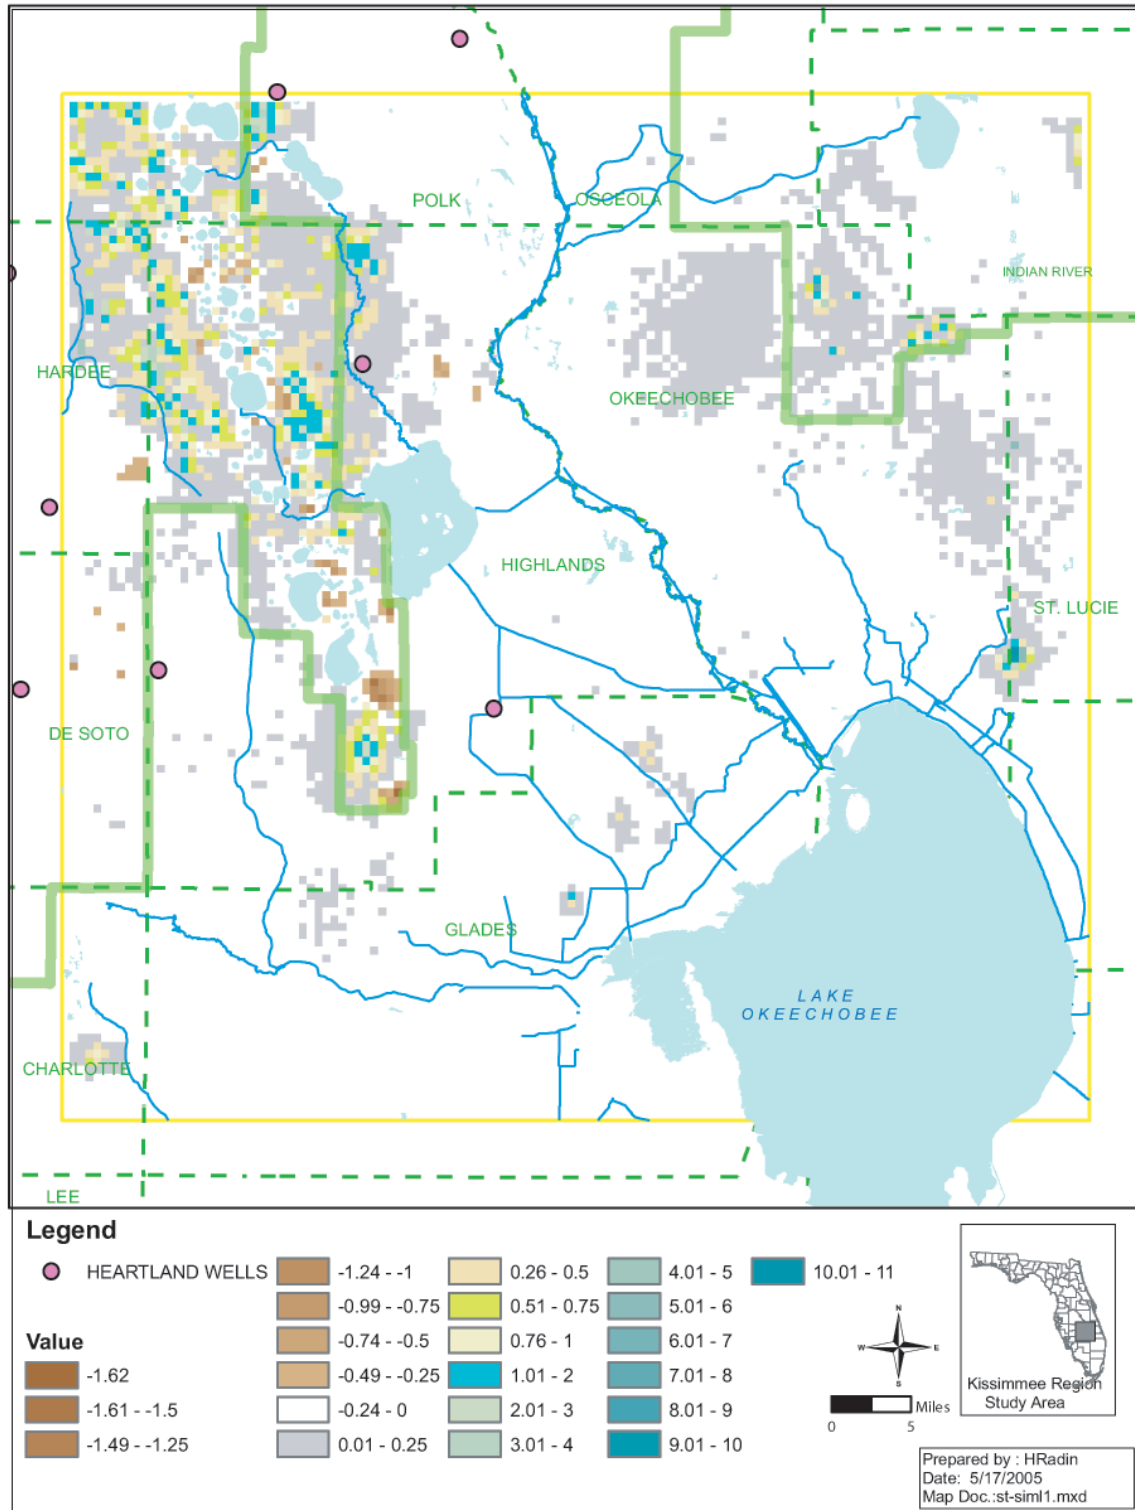 POLK
OSCEOLA
INDIAN RIVER
HARDEE
OKEECHOBEE
HIGHLANDS
ST. LUCIE
DE SOTO
GLADES
LAKE
OKEECHOBEE
CHARLOTTE
LEE
Legend
HEARTLAND WELLS
Value
-1.62
-1.61 - -1.5
-1.49 - -1.25
-1.24 - -1
-0.99 - -0.75
-0.74 - -0.5
-0.49 - -0.25
-0.24 - 0
0.01 - 0.25
0.26 - 0.5
0.51 - 0.75
0.76 - 1
1.01 - 2
2.01 - 3
3.01 - 4
4.01 - 5
5.01 - 6
6.01 - 7
7.01 - 8
8.01 - 9
9.01 - 10
10.01 - 11
N
W E
S
Miles
0 5
Kissimmee Region
Study Area
Prepared by : HRadin
Date: 5/17/2005
Map Doc.:st-siml1.mxd